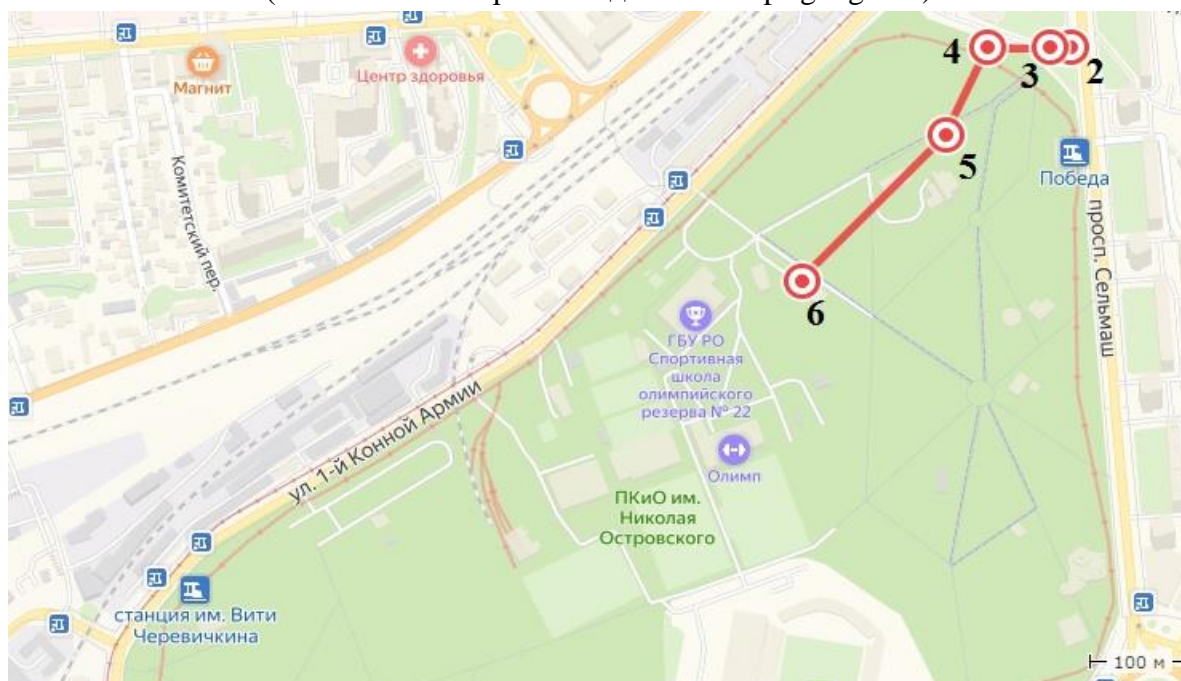 4
3
2
Центр здоровья
Магнит
Комитетский пер.
5
Победа
просп. Сельмаш
6
ГБУ РО
Спортивная
школа
олимпийского
резерва № 22
ул. 1-й Конной Армии
Олимп
ПКиО им.
Николая
Островского
станция им. Вити
Черевичкина
100 м